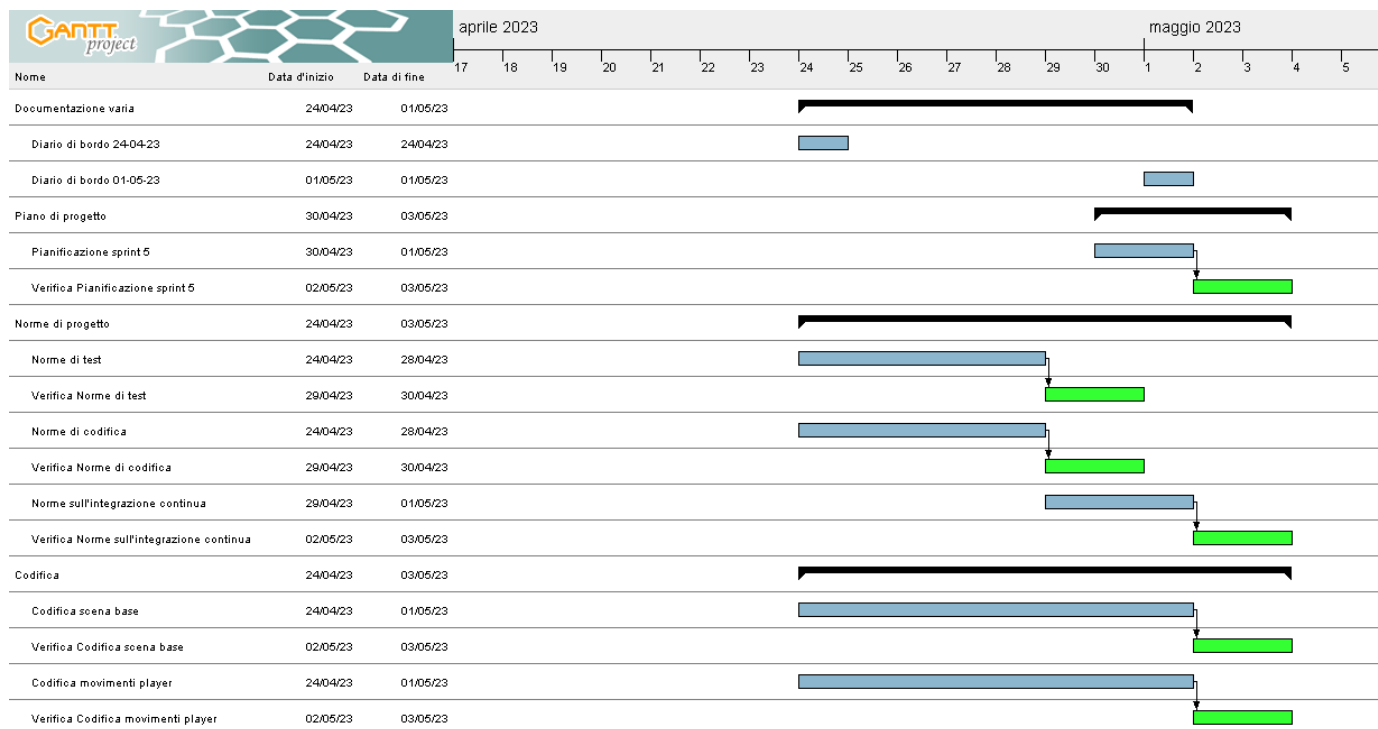 GANTT
project
aprile 2023 maggio 2023
17 18 19 20 21 22 23 24 25 26 27 28 29 30 1 2 3 4 5
Nome Data d'inizio Data di fine
Documentazione varia 24/04/23 01/05/23
Diario di bordo 24-04-23 24/04/23 24/04/23
Diario di bordo 01-05-23 01/05/23 01/05/23
Piano di progetto 30/04/23 03/05/23
Pianificazione sprint 5 30/04/23 01/05/23
Verifica Pianificazione sprint 5 02/05/23 03/05/23
Norme di progetto 24/04/23 03/05/23
Norme di test 24/04/23 28/04/23
Verifica Norme di test 29/04/23 30/04/23
Norme di codifica 24/04/23 28/04/23
Verifica Norme di codifica 29/04/23 30/04/23
Norme sull'integrazione continua 29/04/23 01/05/23
Verifica Norme sull'integrazione continua 02/05/23 03/05/23
Codifica 24/04/23 03/05/23
Codifica scena base 24/04/23 01/05/23
Verifica Codifica scena base 02/05/23 03/05/23
Codifica movimenti player 24/04/23 01/05/23
Verifica Codifica movimenti player 02/05/23 03/05/23